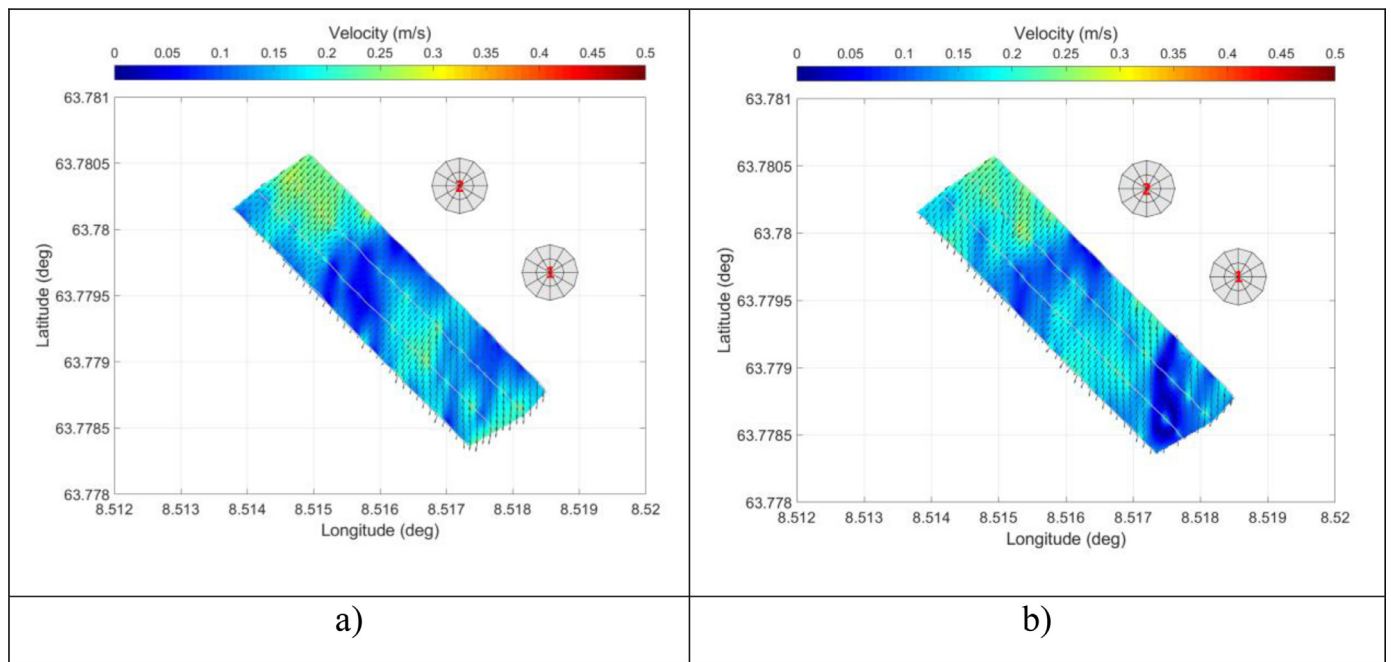 Velocity (m/s)
0 0.05 0.1 0.15 0.2 0.25 0.3 0.35 0.4 0.45 0.5
63.781
63.7805
63.78
63.7795
63.779
63.7785
63.778
Latitude (deg)
2
1
8.512 8.513 8.514 8.515 8.516 8.517 8.518 8.519 8.52
Longitude (deg)
a)
Velocity (m/s)
0 0.05 0.1 0.15 0.2 0.25 0.3 0.35 0.4 0.45 0.5
63.781
63.7805
63.78
63.7795
63.779
63.7785
63.778
Latitude (deg)
2
1
8.512 8.513 8.514 8.515 8.516 8.517 8.518 8.519 8.52
Longitude (deg)
b)